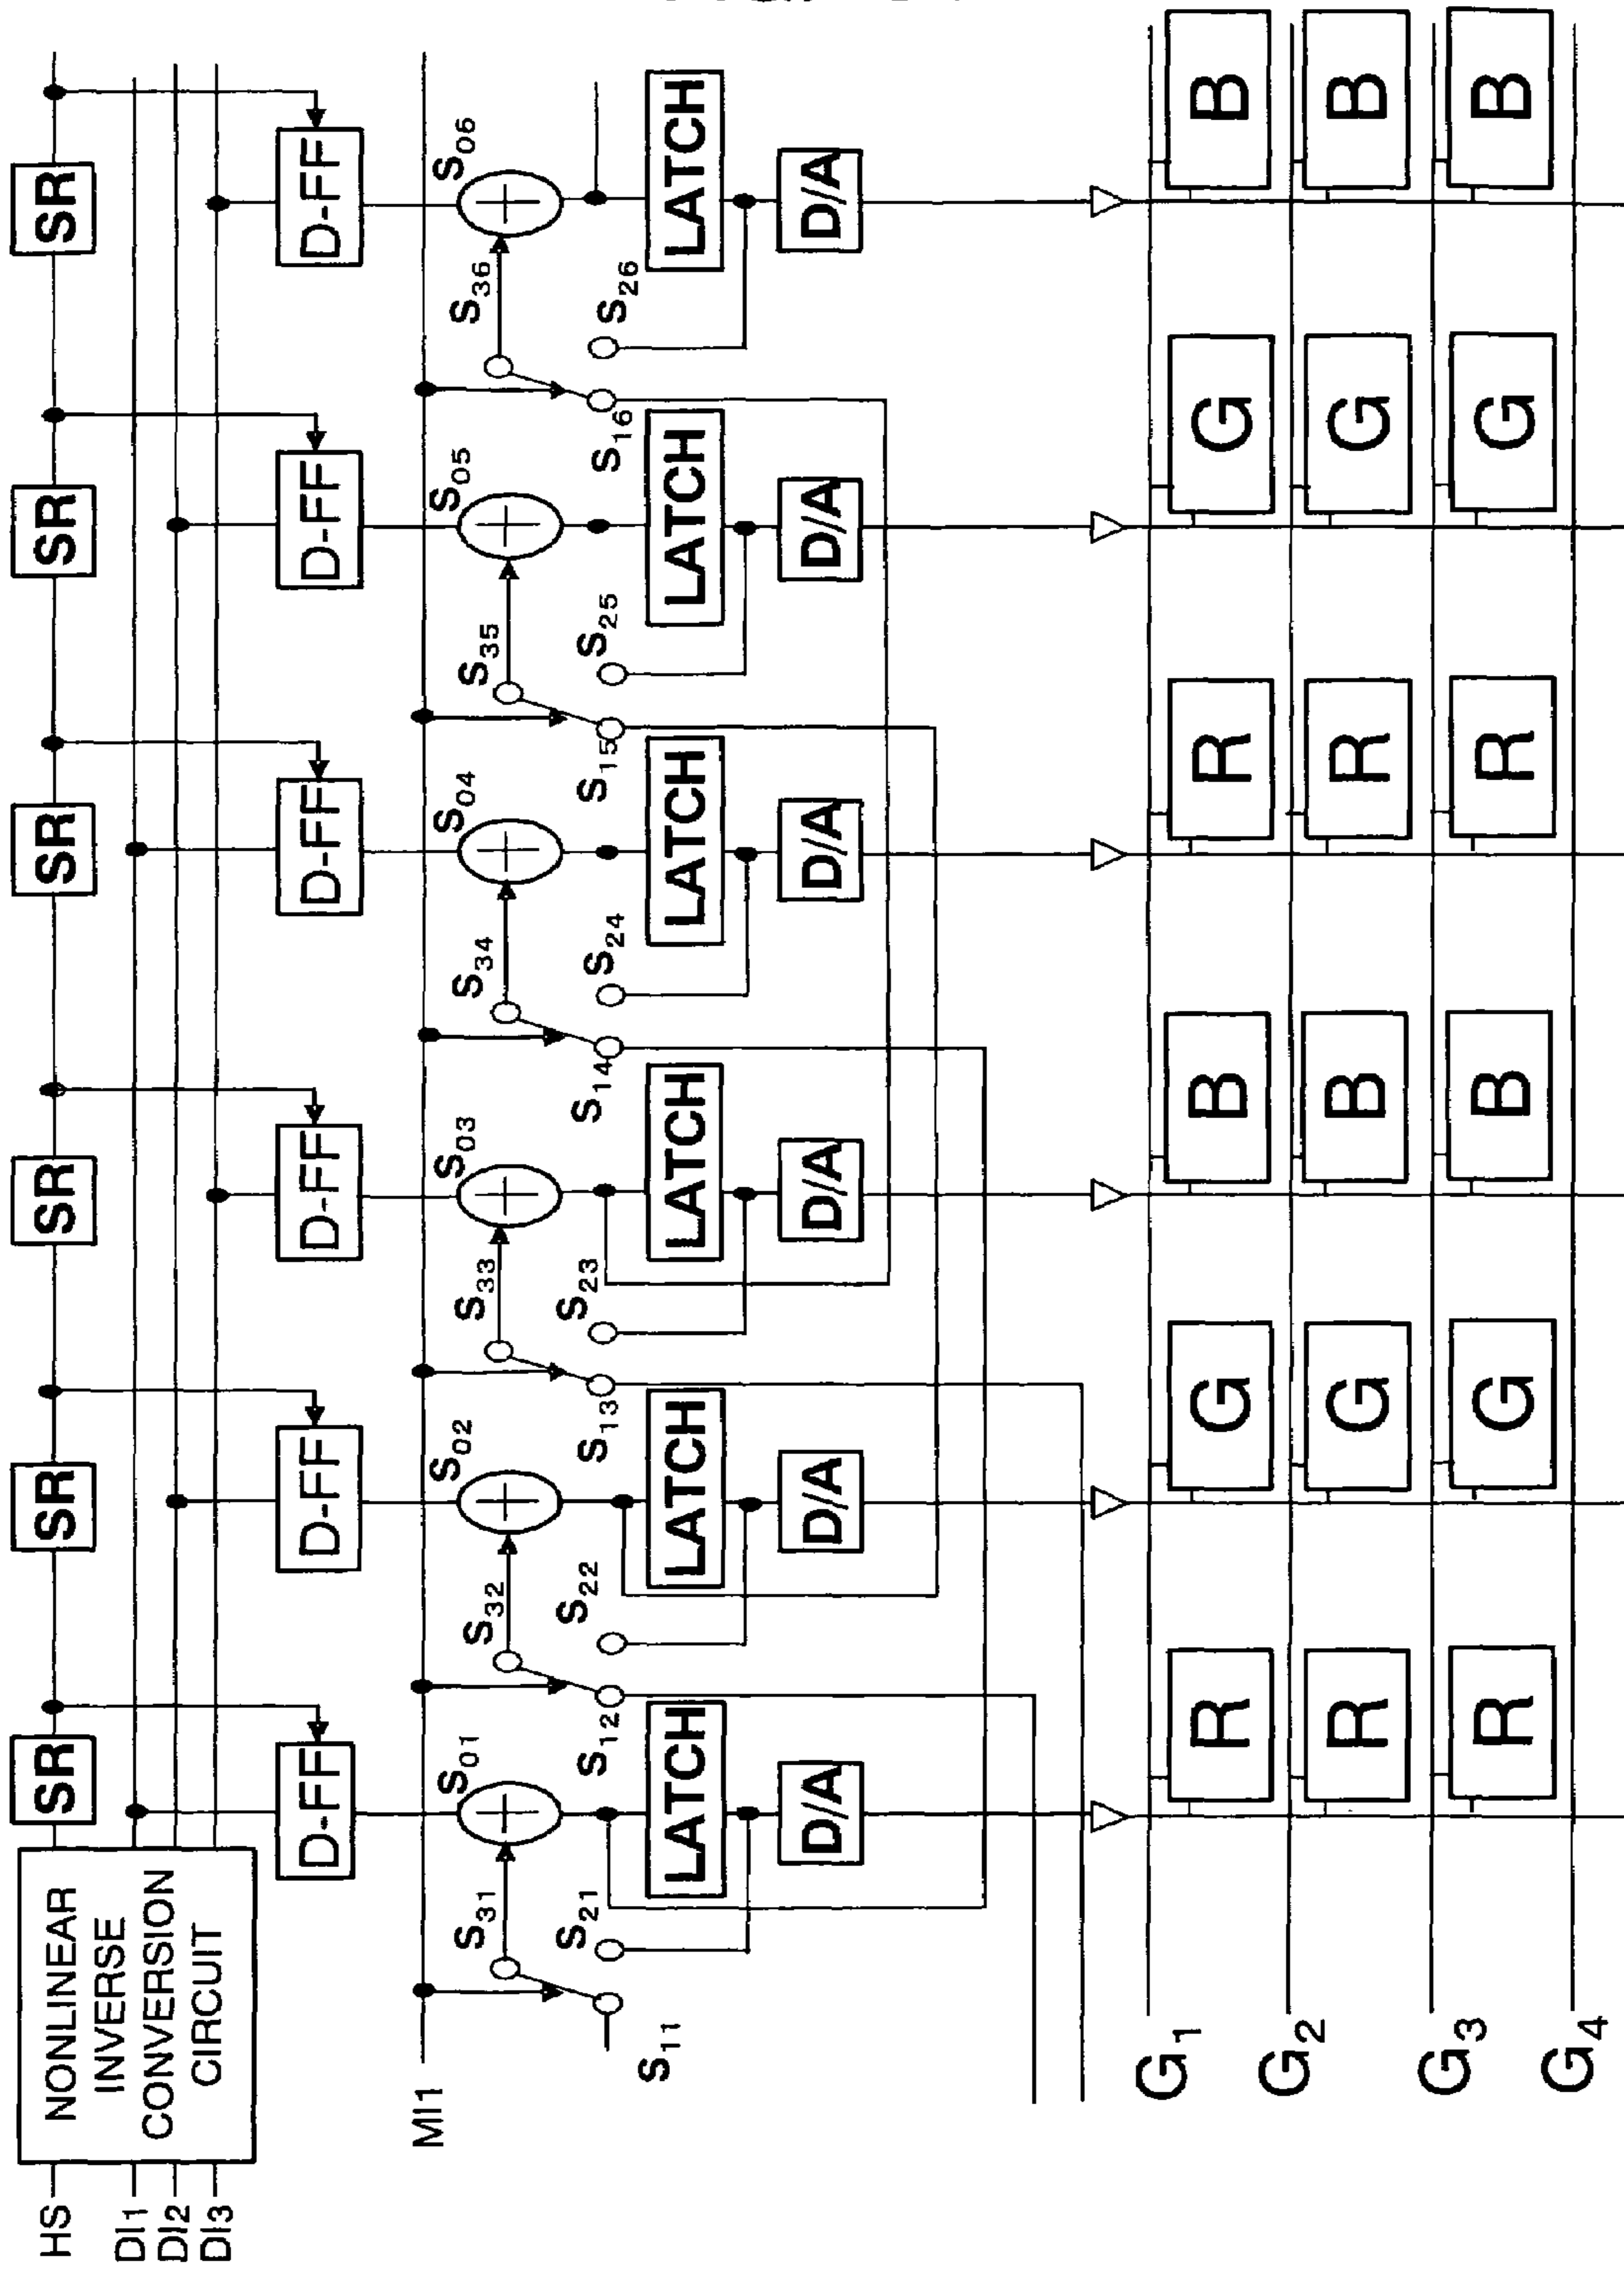 HS
SR SR SR SR SR SR
NONLINEAR
INVERSE
CONVERSION
CIRCUIT
DI1
DI2
DI3
D-FF D-FF D-FF D-FF D-FF D-FF
MI1
S01 S02 S03 S04 S05 S06
S31 S32 S33 S34 S35 S36
S21 S22 S23 S24 S25 S26
S11 S12 S13 S14 S15 S16
LATCH LATCH LATCH LATCH LATCH LATCH
D/A D/A D/A D/A D/A D/A
G1
R G B R G B
G2
R G B R G B
G3
R G B R G B
G4